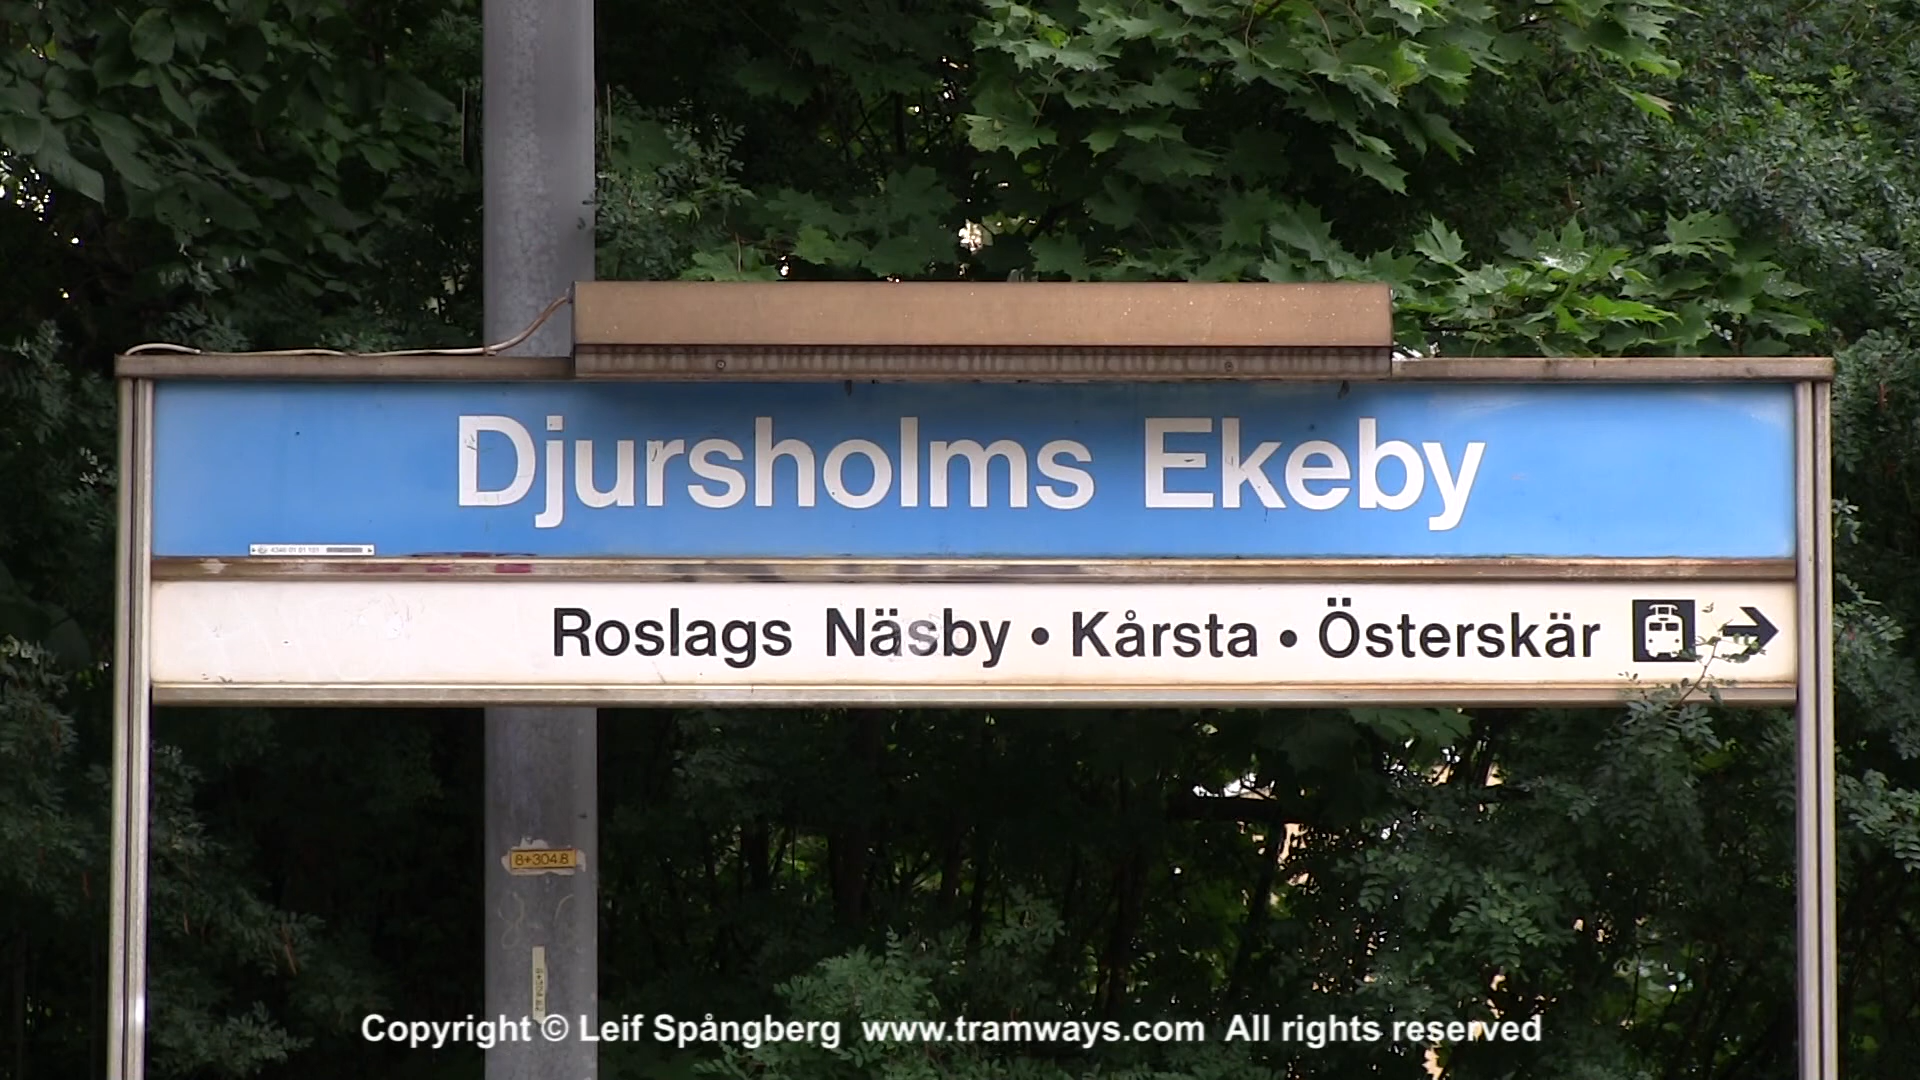 Djursholms Ekeby
Roslags Näsby • Kårsta • Österskär →
8+304.8
Copyright © Leif Spångberg www.tramways.com All rights reserved